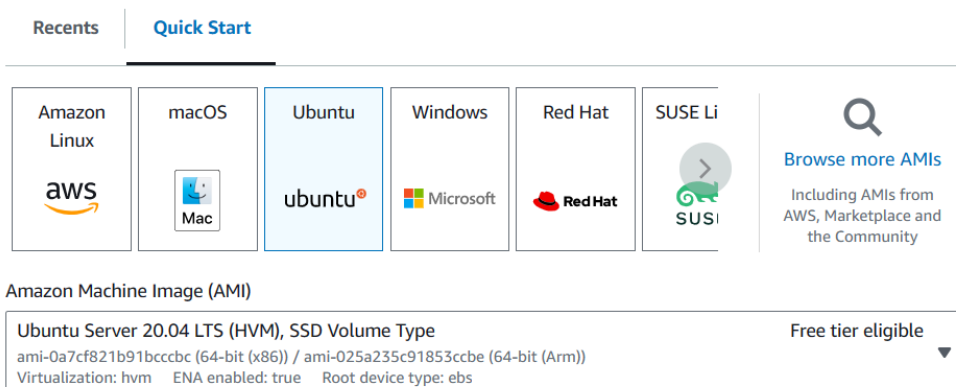 Recents
Quick Start
Amazon
Linux
aws
macOS
Mac
Ubuntu
ubuntu
Windows
Microsoft
Red Hat
Red Hat
SUSE Li
SUS
Browse more AMIs
Including AMIs from
AWS, Marketplace and
the Community
Amazon Machine Image (AMI)
Ubuntu Server 20.04 LTS (HVM), SSD Volume Type
Free tier eligible
ami-0a7cf821b91bcccbc (64-bit (x86)) / ami-025a235c91853ccbe (64-bit (Arm))
Virtualization: hvm ENA enabled: true Root device type: ebs